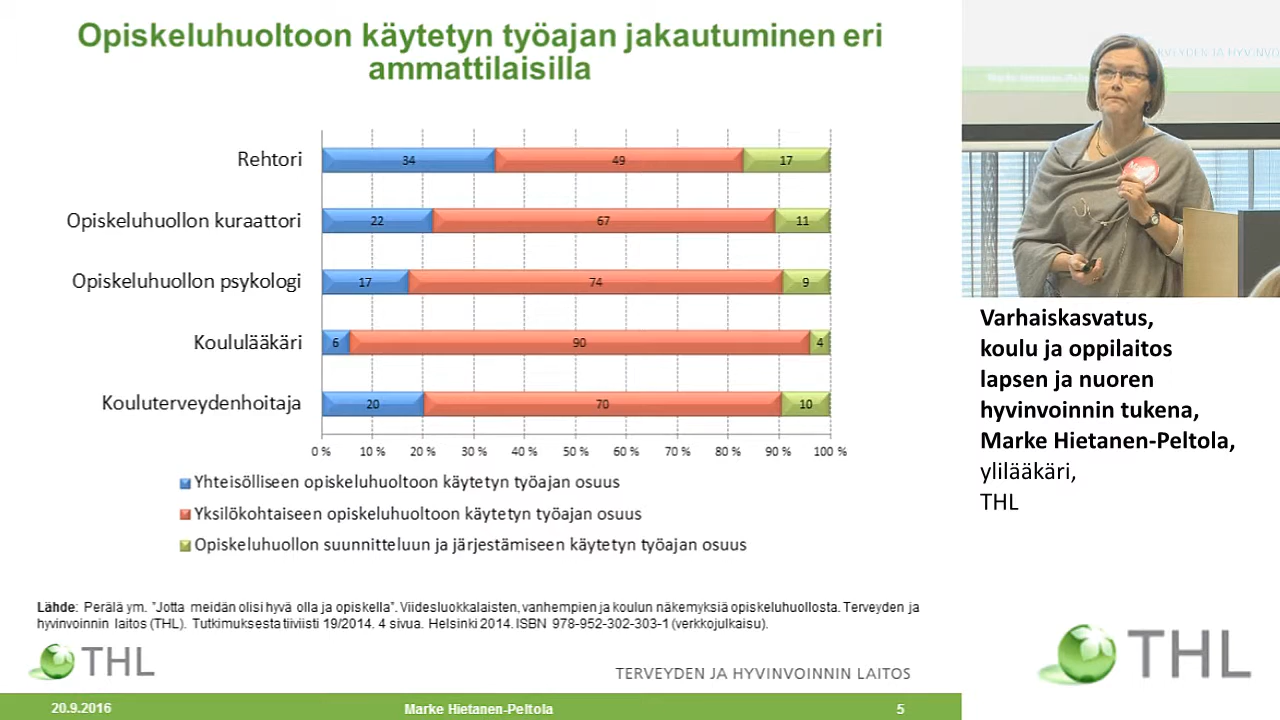 Opiskeluhuoltoon käytetyn työajan jakautuminen eri
ammattilaisilla
Rehtori
34 49 17
Opiskeluhuollon kuraattori
22 67 11
Opiskeluhuollon psykologi
17 74 9
Koululääkäri
6 90 4
Kouluterveydenhoitaja
20 70 10
0 % 10 % 20 % 30 % 40 % 50 % 60 % 70 % 80 % 90 % 100 %
Yhteisölliseen opiskeluhuoltoon käytetyn työajan osuus
Yksilökohtaiseen opiskeluhuoltoon käytetyn työajan osuus
Opiskeluhuollon suunnitteluun ja järjestämiseen käytetyn työajan osuus
Lähde: Perälä ym. "Jotta meidän olisi hyvä olla ja opiskella". Viidesluokkalaisten, vanhempien ja koulun näkemyksiä opiskeluhuollosta. Terveyden ja
hyvinvoinnin laitos (THL). Tutkimuksesta tiiviisti 19/2014. 4 sivua. Helsinki 2014. ISBN 978-952-302-303-1 (verkkojulkaisu).
THL
TERVEYDEN JA HYVINVOINNIN LAITOS
20.9.2016 Marke Hietanen-Peltola 5
Marke Hietanen-Pelto
Varhaiskasvatus,
koulu ja oppilaitos
lapsen ja nuoren
hyvinvoinnin tukena,
Marke Hietanen-Peltola,
ylilääkäri,
THL
THL